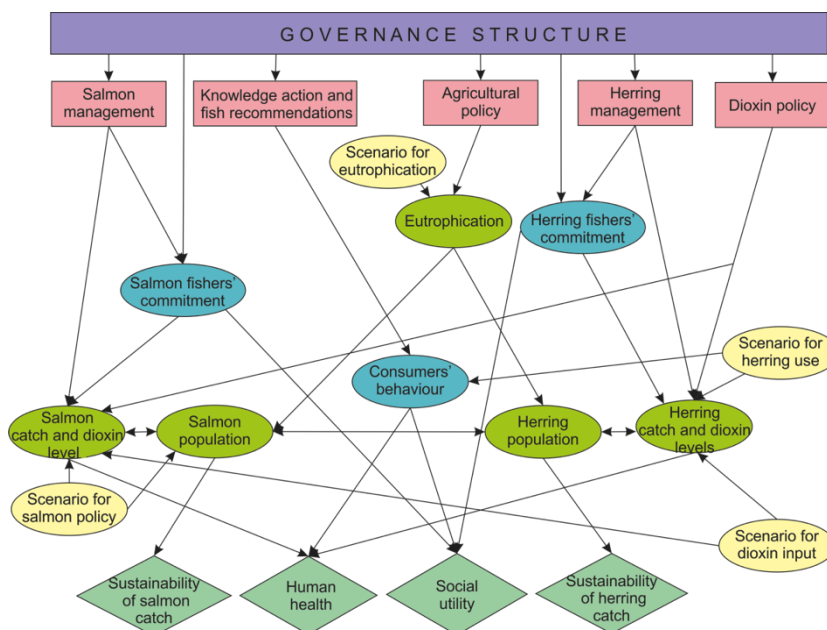 GOVERNANCE STRUCTURE
Salmon
management
Knowledge action and
fish recommendations
Agricultural
policy
Herring
management
Dioxin policy
Scenario for
eutrophication
Eutrophication
Herring fishers'
commitment
Salmon fishers'
commitment
Scenario for
herring use
Consumers'
behaviour
Salmon
catch and dioxin
level
Salmon
population
Herring
population
Herring
catch and dioxin
levels
Scenario for
salmon policy
Scenario for
dioxin input
Sustainability
of salmon
catch
Human
health
Social
utility
Sustainability
of herring
catch